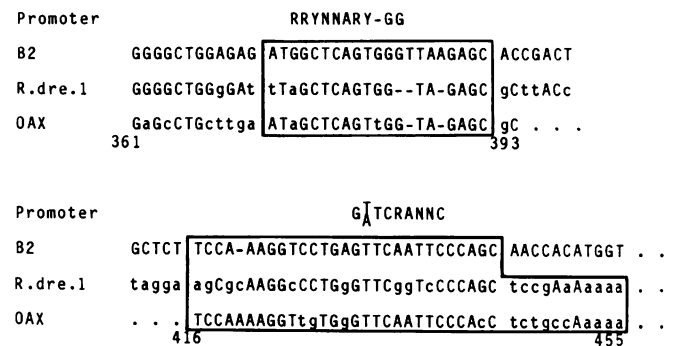 Promoter RRYNNARY-GG
B2 GGGGCTGGAGAG ATGGCTCAGTGGGTTAAGAGC ACCGACT
R.dre.1 GGGGCTGGgGAt tTaGCTCAGTGG--TA-GAGC gCttACc
OAX GaGcCTGcttga ATaGCTCAGTtGG-TA-GAGC gC . . .
361 393
Promoter GATTCRANNC
B2 GCTCT TCCA-AAGGTCCTGAGTTCAATTCCCAGC AACCACATGGT . .
R.dre.1 tagga agCgcAAGGcCCTGgGTTCggTcCCCAGC tccgAaAaaaa . .
OAX . . . TCCAAAAGGTtgTGgGTTCAATTCCCAcC tctgccAaaaa . .
416 455